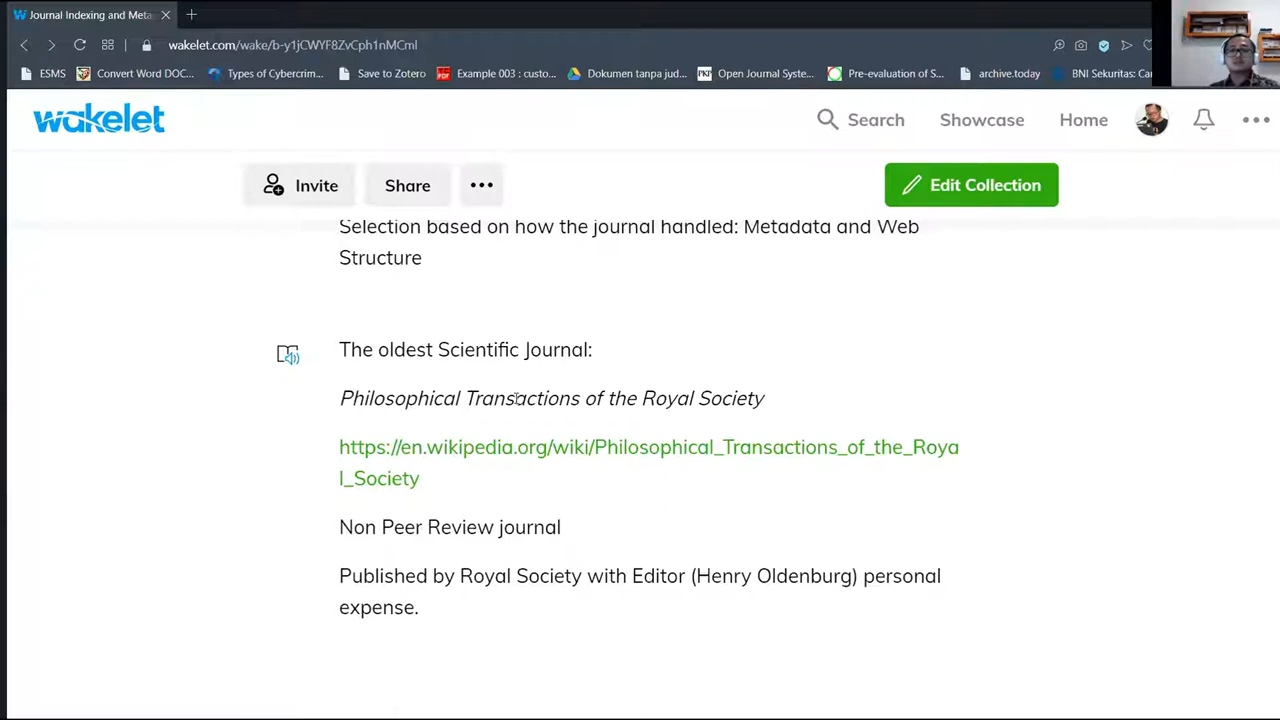 Journal Indexing and Meta
wakelet.com/wake/b-y1jCWYF8ZvCph1nMCml
ESMS
Convert Word DOC...
Types of Cybercrim...
Save to Zotero
PDF
Example 003 : custo...
Dokumen tanpa jud...
PKP
Open Journal Syste...
Pre-evaluation of S...
archive.today
BNI Sekuritas: Ca
wakelet
Search
Showcase
Home
Invite
Share
Edit Collection
Selection based on how the journal handled: Metadata and Web
Structure
The oldest Scientific Journal:
Philosophical Transactions of the Royal Society
https://en.wikipedia.org/wiki/Philosophical_Transactions_of_the_Roya
l_Society
Non Peer Review journal
Published by Royal Society with Editor (Henry Oldenburg) personal
expense.